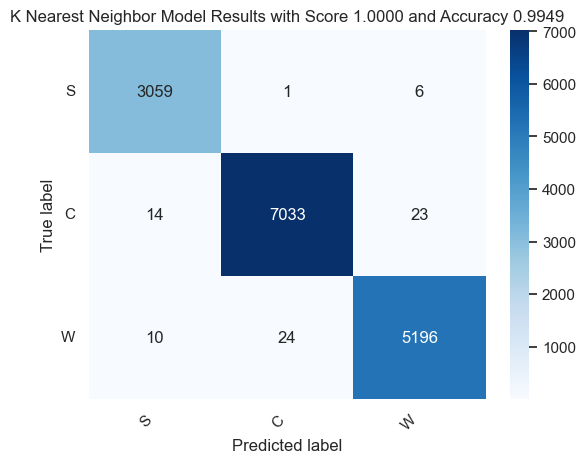 K Nearest Neighbor Model Results with Score 1.0000 and Accuracy 0.9949
S 3059 1 6
C 14 7033 23
W 10 24 5196
S C W
Predicted label
True label
7000
6000
5000
4000
3000
2000
1000